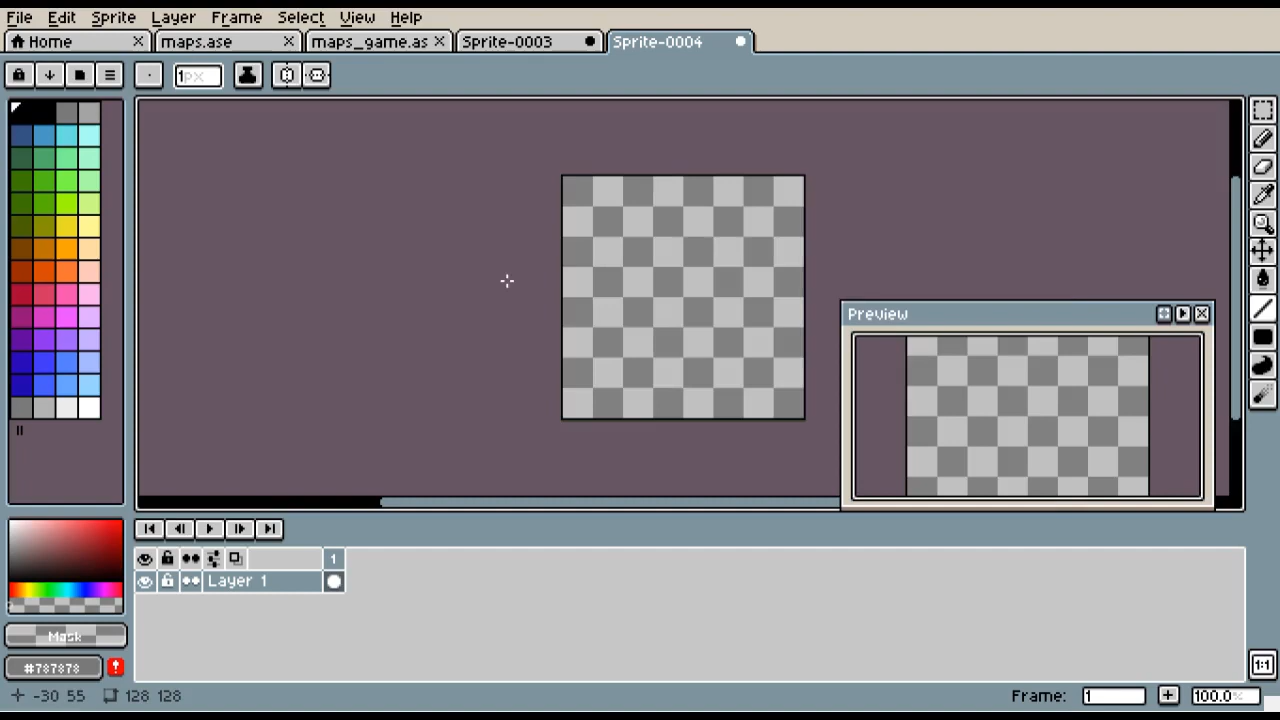 File Edit Sprite Layer Frame Select View Help
Home maps.ase maps_game.as Sprite-0003 Sprite-0004
1px
Preview
1
Layer 1
Mask
#787878
-30 55 128 128 Frame: 1 100.0%
1:1